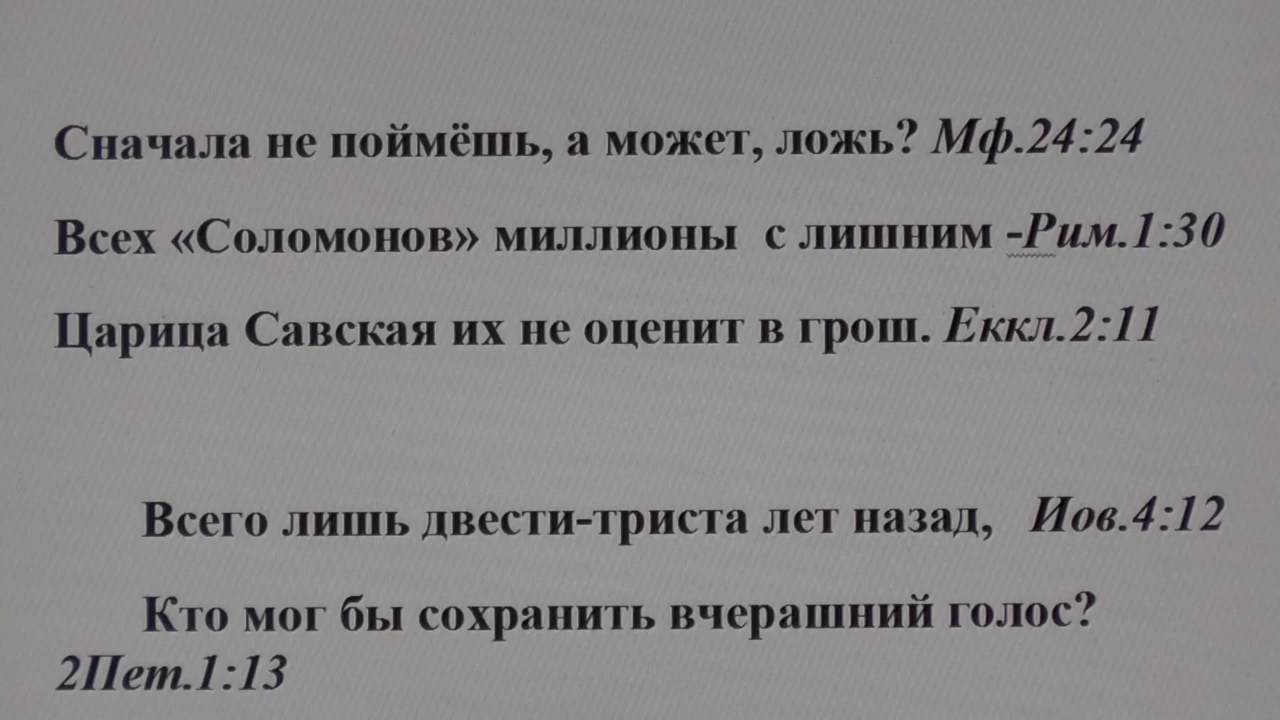 Сначала не поймёшь, а может, ложь? Мф.24:24
Всех «Соломонов» миллионы  с лишним -Рим.1:30
Царица Савская их не оценит в грош. Еккл.2:11
Всего лишь двести-триста лет назад,   Иов.4:12
Кто мог бы сохранить вчерашний голос?
2Пет.1:13